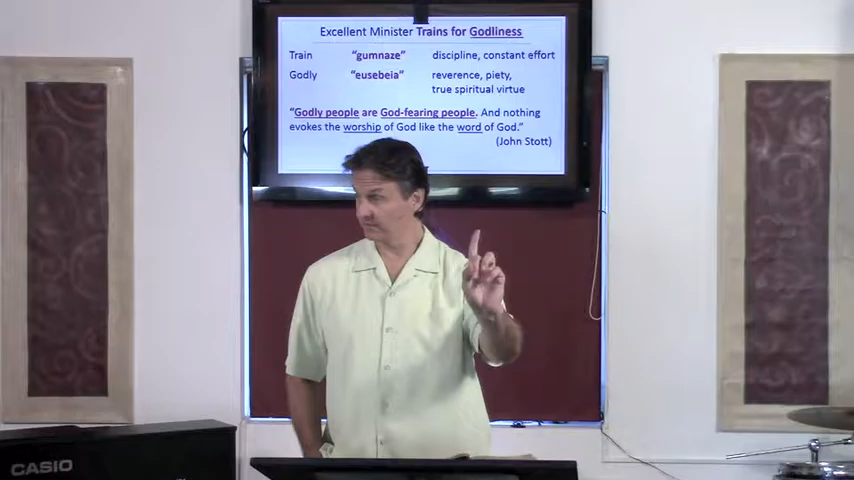 Excellent Minister Trains for Godliness
Train "gumnaze" discipline, constant effort
Godly "eusebeia" reverence, piety,
true spiritual virtue
"Godly people are God-fearing people. And nothing
evokes the worship of God like the word of God."
(John Stott)
CASIO